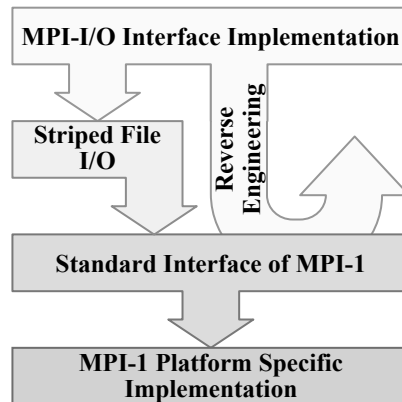 MPI-I/O Interface Implementation
Striped File
I/O
Reverse
Engineering
Standard Interface of MPI-1
MPI-1 Platform Specific
Implementation